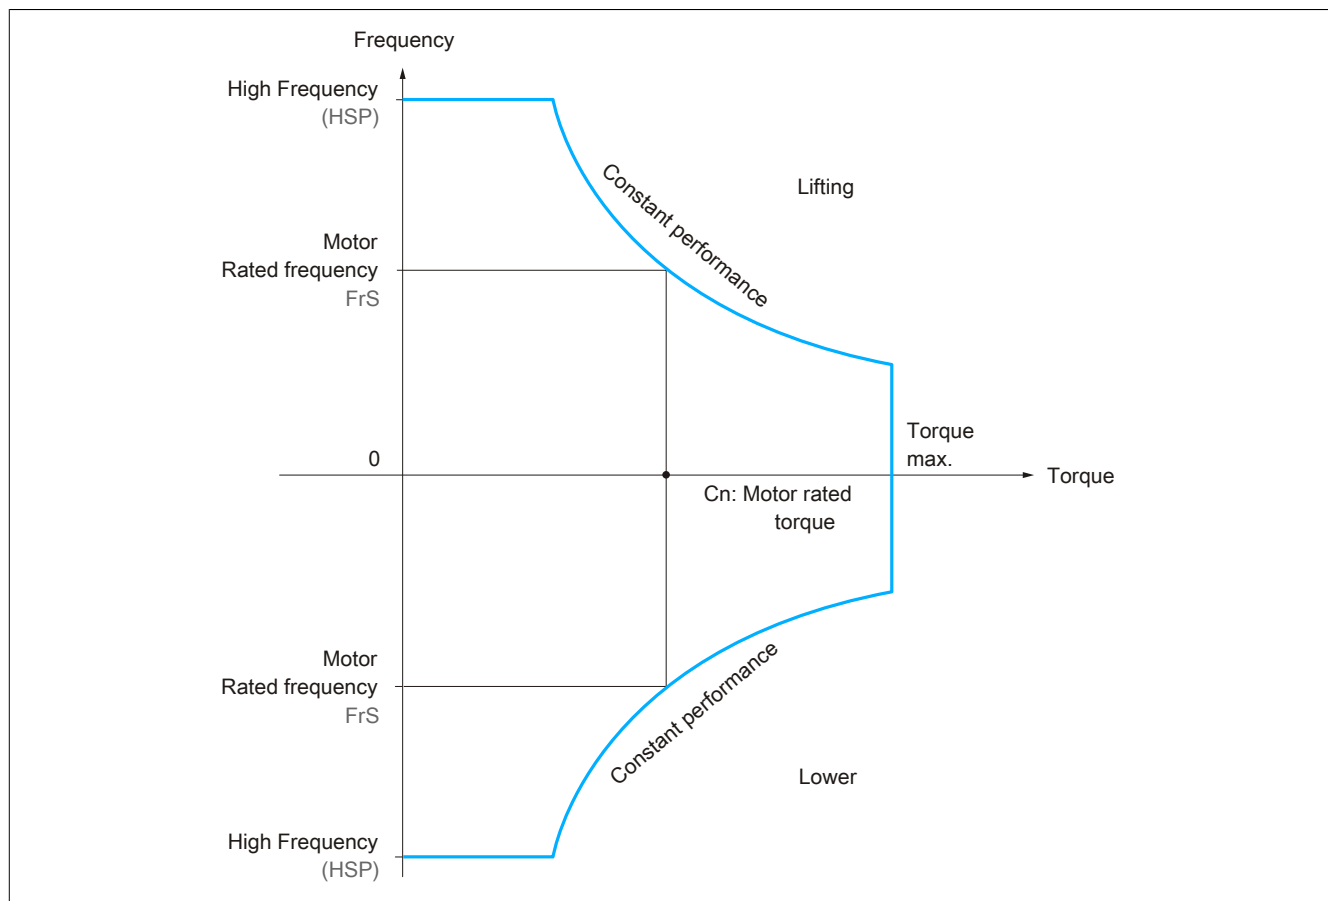 Frequency
High Frequency
(HSP)
Constant performance
Lifting
Motor
Rated frequency
FrS
Torque
max.
0
Torque
Cn: Motor rated
torque
Motor
Rated frequency
FrS
Constant performance
Lower
High Frequency
(HSP)